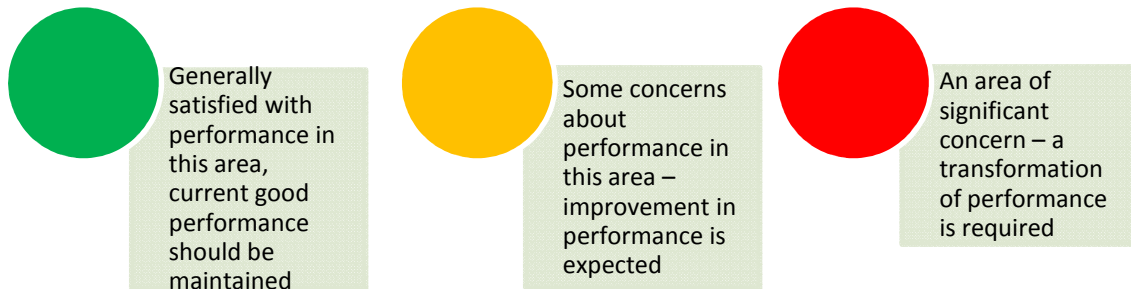 Generally
satisfied with
performance in
this area,
current good
performance
should be
maintained
Some concerns
about
performance in
this area –
improvement in
performance is
expected
An area of
significant
concern – a
transformation
of performance
is required